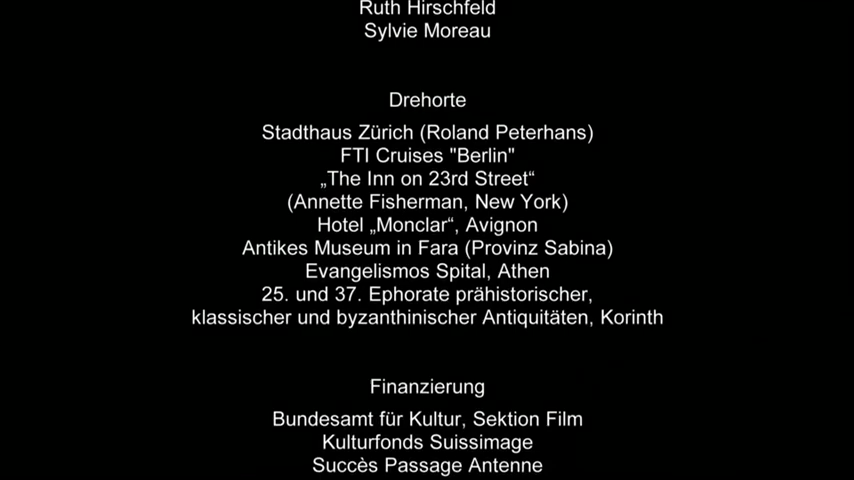 Ruth Hirschfeld
Sylvie Moreau
Drehorte
Stadthaus Zürich (Roland Peterhans)
FTI Cruises "Berlin"
„The Inn on 23rd Street“
(Annette Fisherman, New York)
Hotel „Monclar“, Avignon
Antikes Museum in Fara (Provinz Sabina)
Evangelismos Spital, Athen
25. und 37. Ephorate prähistorischer,
klassischer und byzanthinischer Antiquitäten, Korinth
Finanzierung
Bundesamt für Kultur, Sektion Film
Kulturfonds Suissimage
Succès Passage Antenne